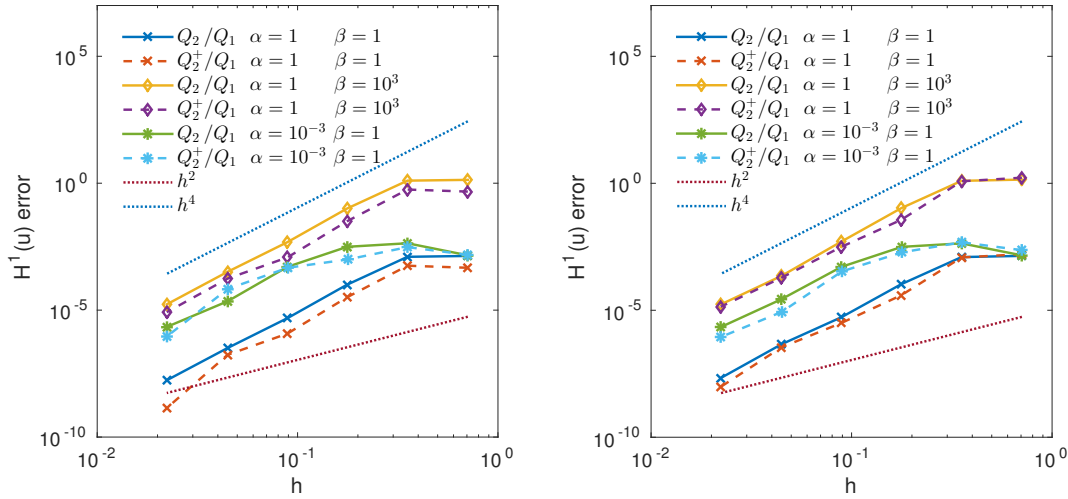 10^5
10^0
10^-5
10^-10
H^1(u) error
Q_2/Q_1 α = 1 β = 1
Q_2^+/Q_1 α = 1 β = 1
Q_2/Q_1 α = 1 β = 10^3
Q_2^+/Q_1 α = 1 β = 10^3
Q_2/Q_1 α = 10^-3 β = 1
Q_2^+/Q_1 α = 10^-3 β = 1
h^2
h^4
10^-2
10^-1
10^0
h
10^5
10^0
10^-5
10^-10
H^1(u) error
Q_2/Q_1 α = 1 β = 1
Q_2^+/Q_1 α = 1 β = 1
Q_2/Q_1 α = 1 β = 10^3
Q_2^+/Q_1 α = 1 β = 10^3
Q_2/Q_1 α = 10^-3 β = 1
Q_2^+/Q_1 α = 10^-3 β = 1
h^2
h^4
10^-2
10^-1
10^0
h